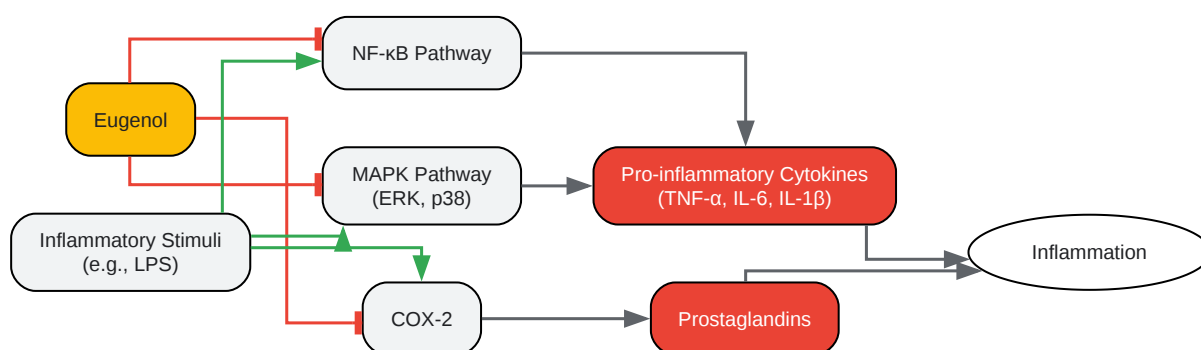 NF-κB Pathway
Eugenol
MAPK Pathway
(ERK, p38)
Pro-inflammatory Cytokines
(TNF-α, IL-6, IL-1β)
Inflammatory Stimuli
(e.g., LPS)
Inflammation
COX-2
Prostaglandins